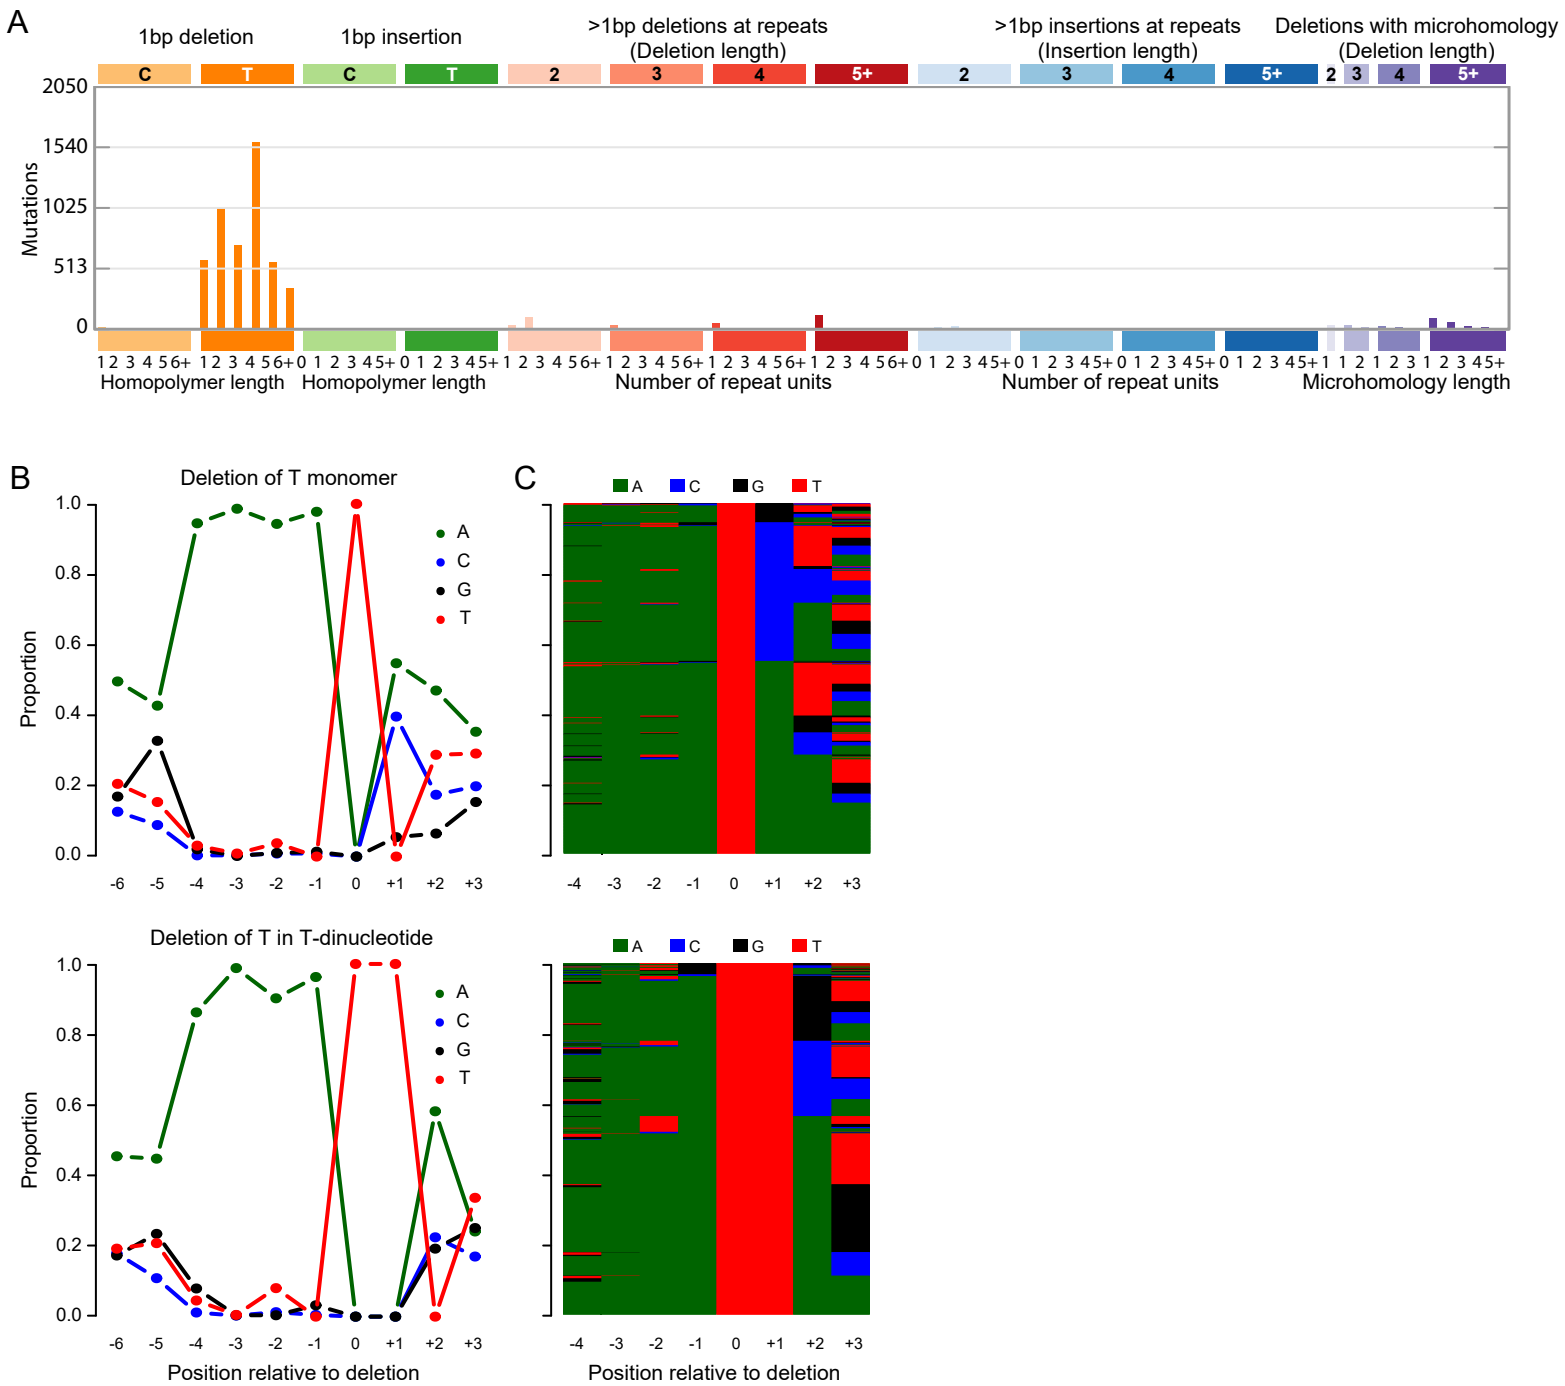 A
1bp deletion 1bp insertion >1bp deletions at repeats >1bp insertions at repeats Deletions with microhomology
(Deletion length) (Insertion length) (Deletion length)
C T C T 2 3 4 5+ 2 3 4 5+ 2 3 4 5+
2050
1540
1025
513
0
Mutations
1 2 3 4 5 6+ 1 2 3 4 5 6+ 0 1 2 3 4 5+ 0 1 2 3 4 5+ 1 2 3 4 5 6+ 1 2 3 4 5 6+ 1 2 3 4 5 6+ 1 2 3 4 5 6+ 0 1 2 3 4 5+ 0 1 2 3 4 5+ 0 1 2 3 4 5+ 0 1 2 3 4 5+ 1 1 2 1 2 3 1 2 3 4 5+
Homopolymer length Homopolymer length Number of repeat units Number of repeat units Microhomology length
B
Deletion of T monomer
1.0
0.8
0.6
0.4
0.2
0.0
Proportion
A
C
G
T
-6 -5 -4 -3 -2 -1 0 +1 +2 +3
C
A C G T
-4 -3 -2 -1 0 +1 +2 +3
Deletion of T in T-dinucleotide
1.0
0.8
0.6
0.4
0.2
0.0
Proportion
A
C
G
T
-6 -5 -4 -3 -2 -1 0 +1 +2 +3
Position relative to deletion
A C G T
-4 -3 -2 -1 0 +1 +2 +3
Position relative to deletion